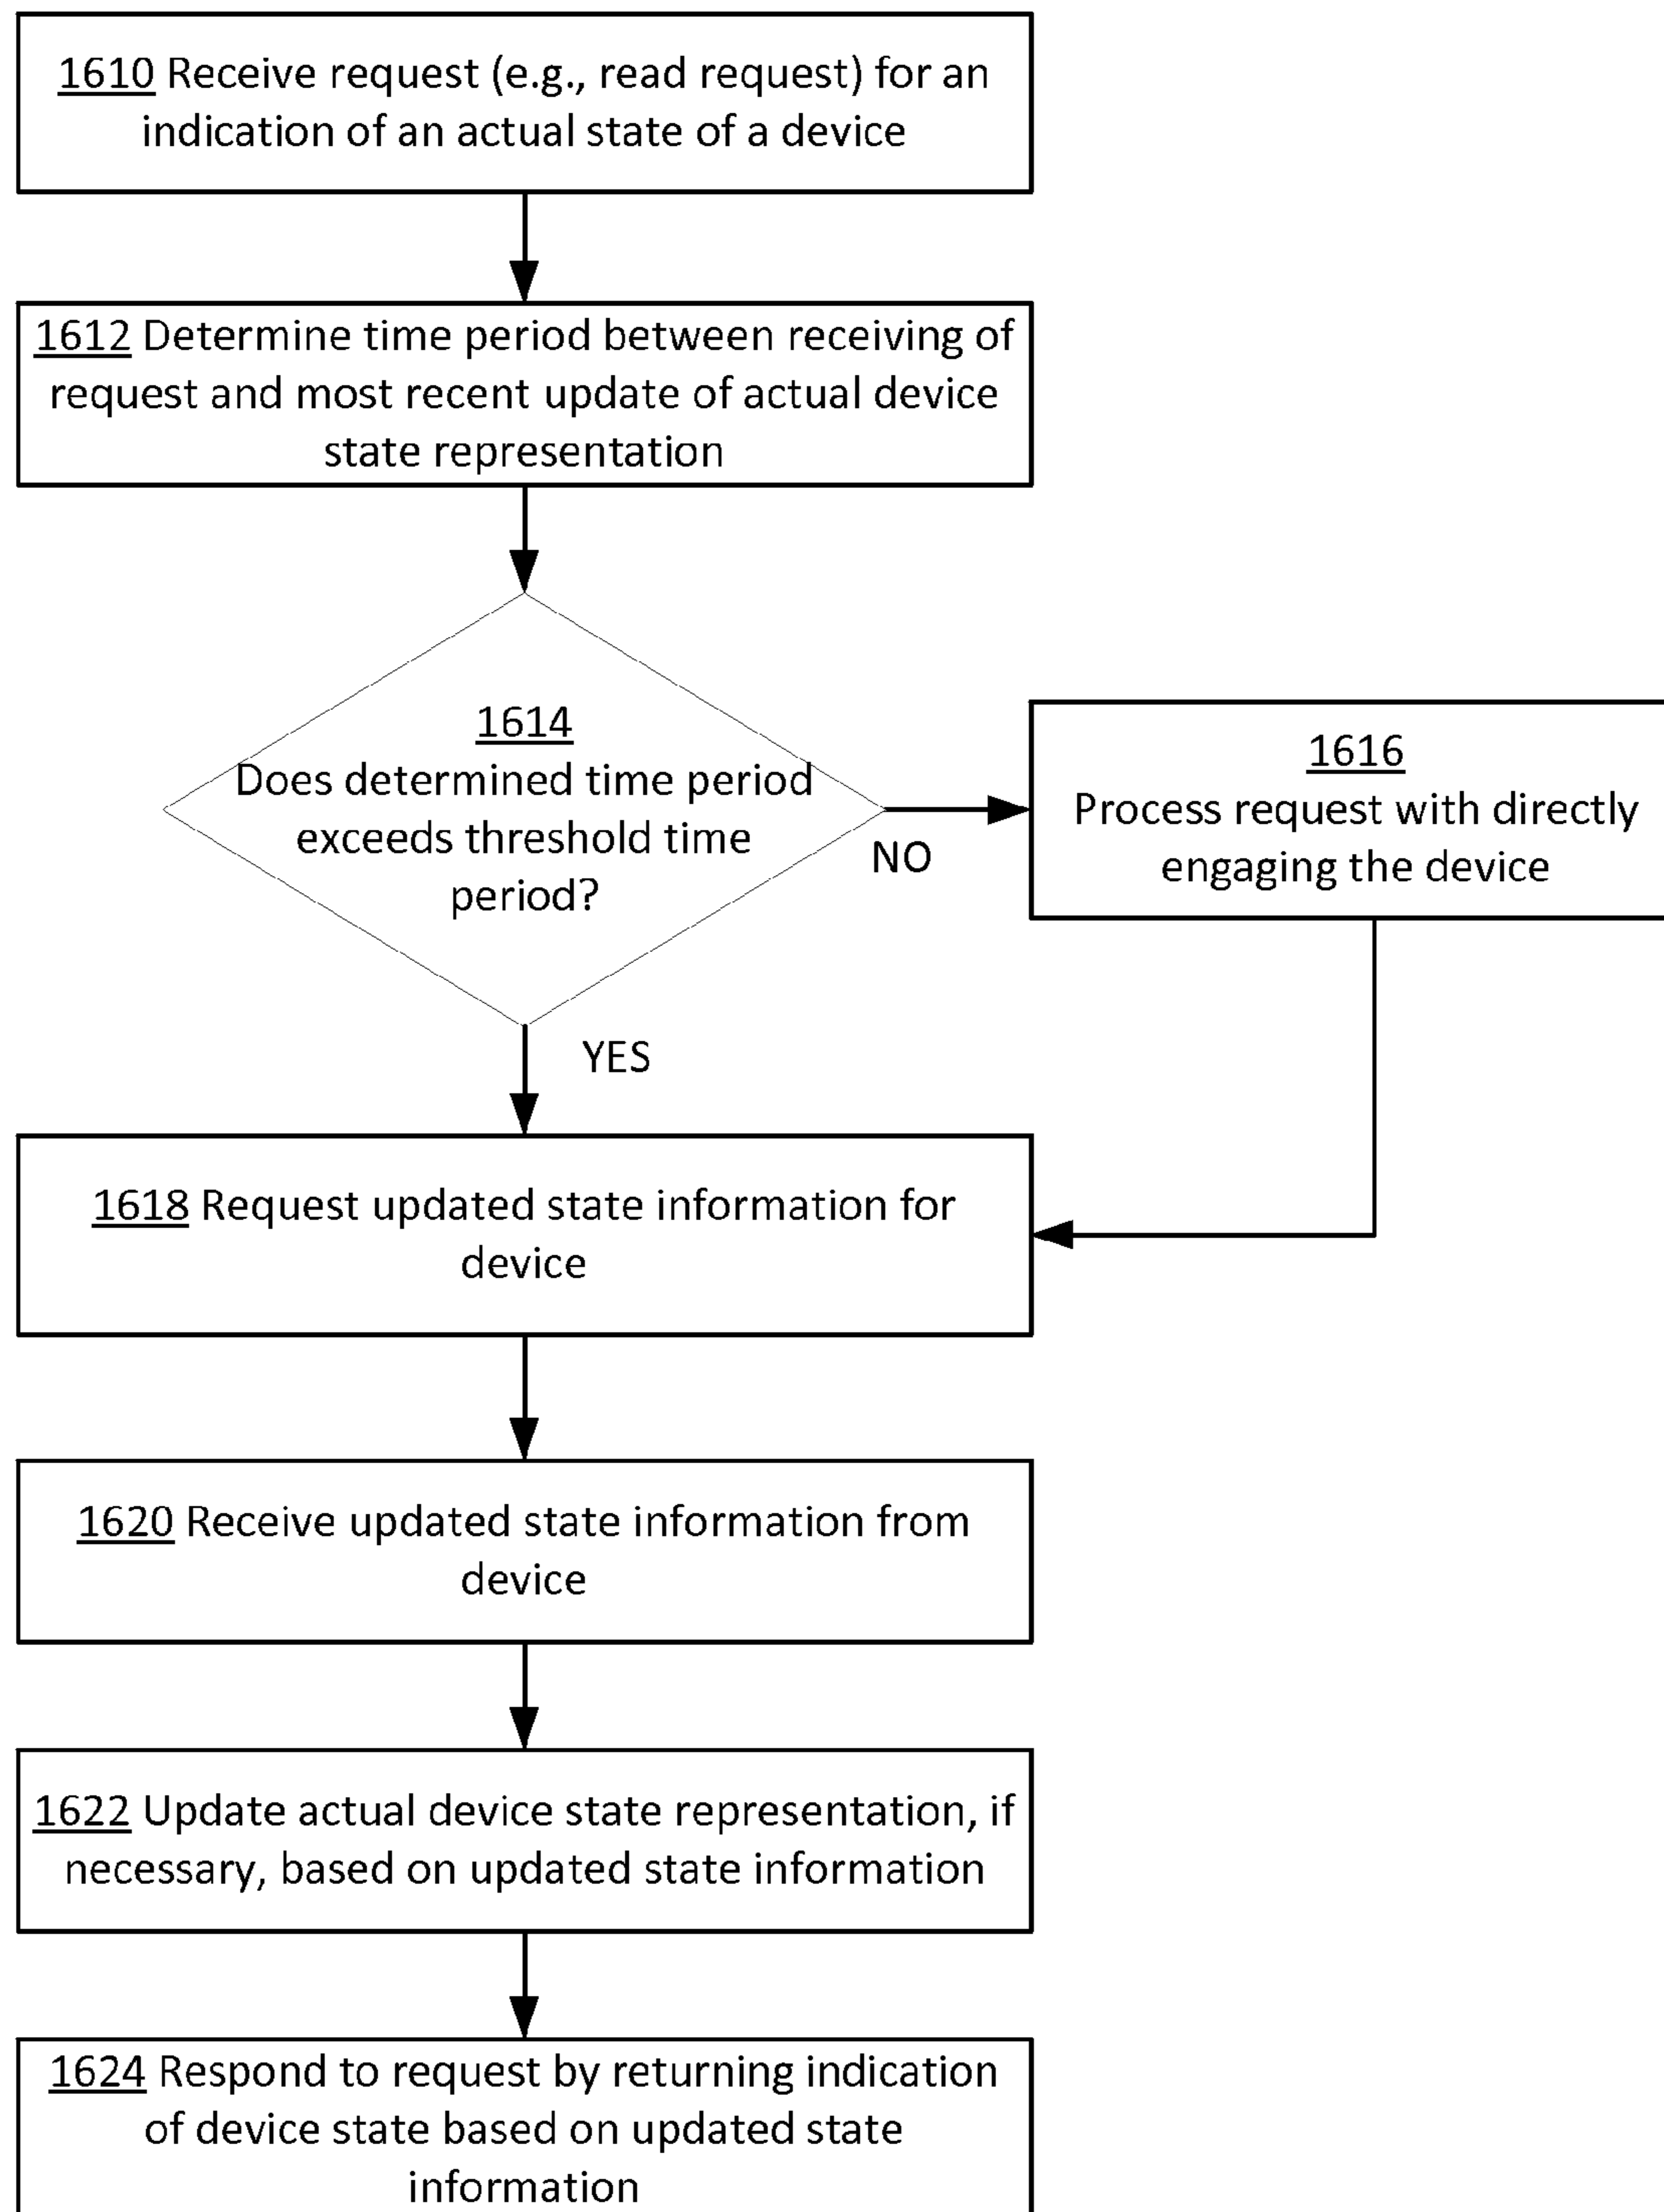 1610 Receive request (e.g., read request) for an
indication of an actual state of a device
1612 Determine time period between receiving of
request and most recent update of actual device
state representation
1614
Does determined time period
exceeds threshold time
period?
NO
1616
Process request with directly
engaging the device
YES
1618 Request updated state information for
device
1620 Receive updated state information from
device
1622 Update actual device state representation, if
necessary, based on updated state information
1624 Respond to request by returning indication
of device state based on updated state
information